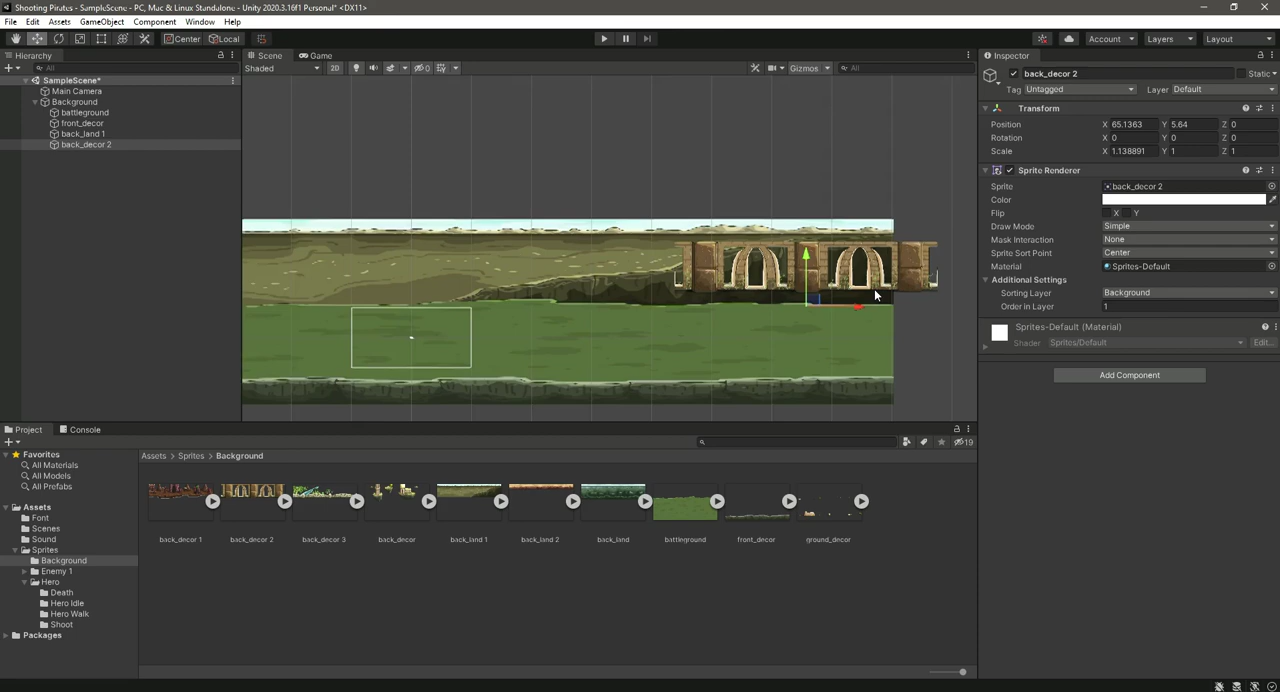 Shooting Pirates - SampleScene - PC, Mac & Linux Standalone - Unity 2020.3.16f1 Personal* <DX11>
File Edit Assets GameObject Component Window Help
Center Local Account Layers Layout
Hierarchy Scene Game Inspector
All Shaded 2D 0 Gizmos All back_decor 2 Static
SampleScene*
Main Camera
Background
battleground
front_decor
back_land 1
back_decor 2
Tag Untagged Layer Default
Transform
Position X 65.1363 Y 5.64 Z 0
Rotation X 0 Y 0 Z 0
Scale X 1.138891 Y 1 Z 1
Sprite Renderer
Sprite back_decor 2
Color
Flip X Y
Draw Mode Simple
Mask Interaction None
Sprite Sort Point Center
Material Sprites-Default
Additional Settings
Sorting Layer Background
Order in Layer 1
Sprites-Default (Material)
Shader Sprites/Default Edit...
Add Component
Project Console
19
Favorites
All Materials
All Models
All Prefabs
Assets
Font
Scenes
Sound
Sprites
Background
Enemy 1
Hero
Death
Hero Idle
Hero Walk
Shoot
Packages
Assets Sprites Background
back_decor 1 back_decor 2 back_decor 3 back_decor back_land 1 back_land 2 back_land battleground front_decor ground_decor